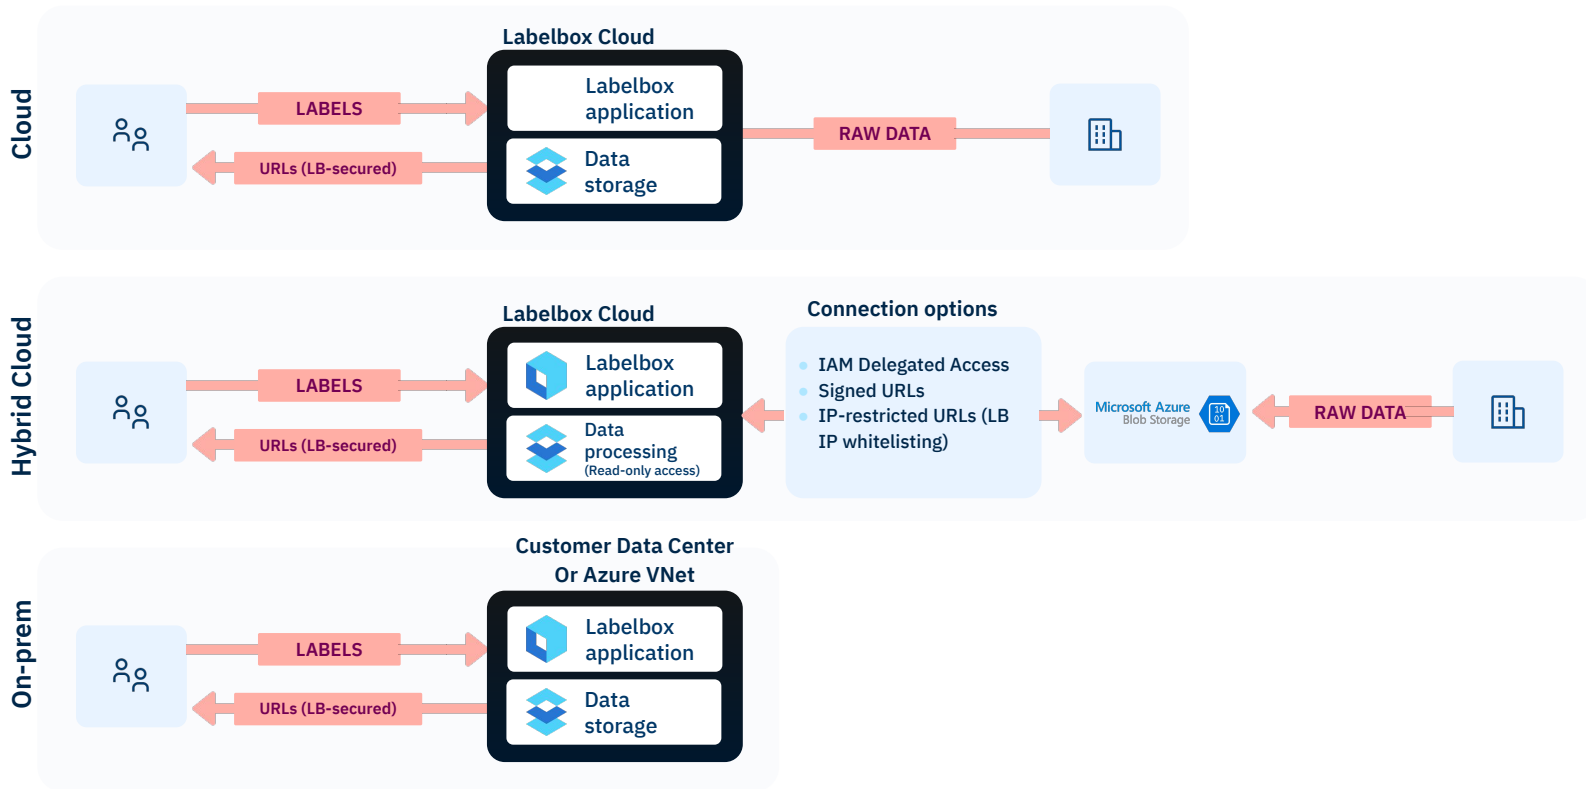 Cloud
Labelbox Cloud
LABELS
URLs (LB-secured)
Labelbox
application
Data
storage
RAW DATA
Hybrid Cloud
Labelbox Cloud
LABELS
URLs (LB-secured)
Labelbox
application
Data
processing
(Read-only access)
Connection options
IAM Delegated Access
Signed URLs
IP-restricted URLs (LB
IP whitelisting)
Microsoft Azure
Blob Storage
10
01
RAW DATA
On-prem
Customer Data Center
Or Azure VNet
LABELS
URLs (LB-secured)
Labelbox
application
Data
storage